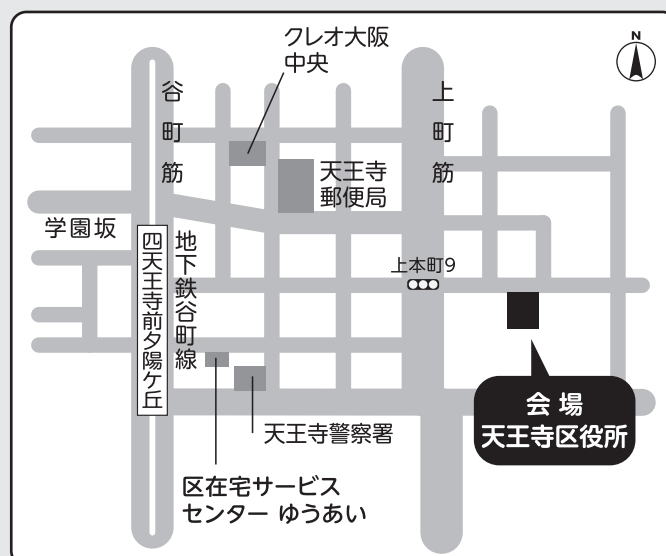 クレオ大阪
中央
N
谷町筋
上町筋
天王寺
郵便局
学園坂
四天王寺前夕陽ケ丘
地下鉄谷町線
上本町9
会場
天王寺区役所
天王寺警察署
区在宅サービス
センター ゆうあい